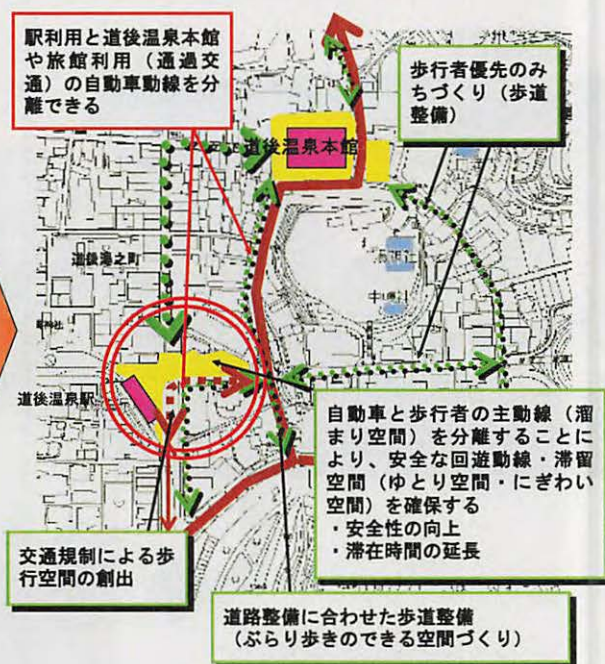 駅利用と道後温泉本館
や旅館利用（通過交
通）の自動車動線を分
離できる
歩行者優先のみ
ちづくり（歩道
整備）
道後温泉本館
道後湯之町
道後温泉駅
自動車と歩行者の主動線（溜
まり空間）を分離することに
より、安全な回遊動線・滞留
空間（ゆとり空間・にぎわい
空間）を確保する
・安全性の向上
・滞在時間の延長
交通規制による歩
行空間の創出
道路整備に合わせた歩道整備
（ぶらり歩きのできる空間づくり）